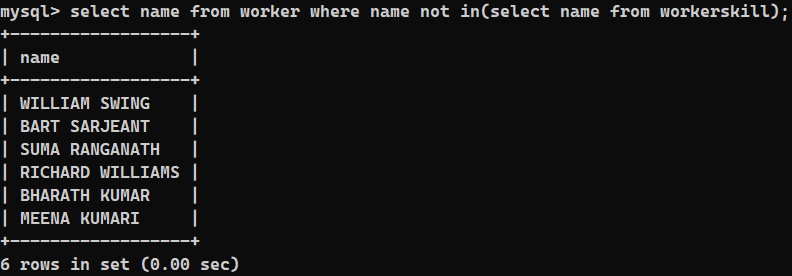 mysql> select name from worker where name not in(select name from workerskill);
+------------------+
| name             |
+------------------+
| WILLIAM SWING    |
| BART SARJEANT    |
| SUMA RANGANATH   |
| RICHARD WILLIAMS |
| BHARATH KUMAR    |
| MEENA KUMARI     |
+------------------+
6 rows in set (0.00 sec)